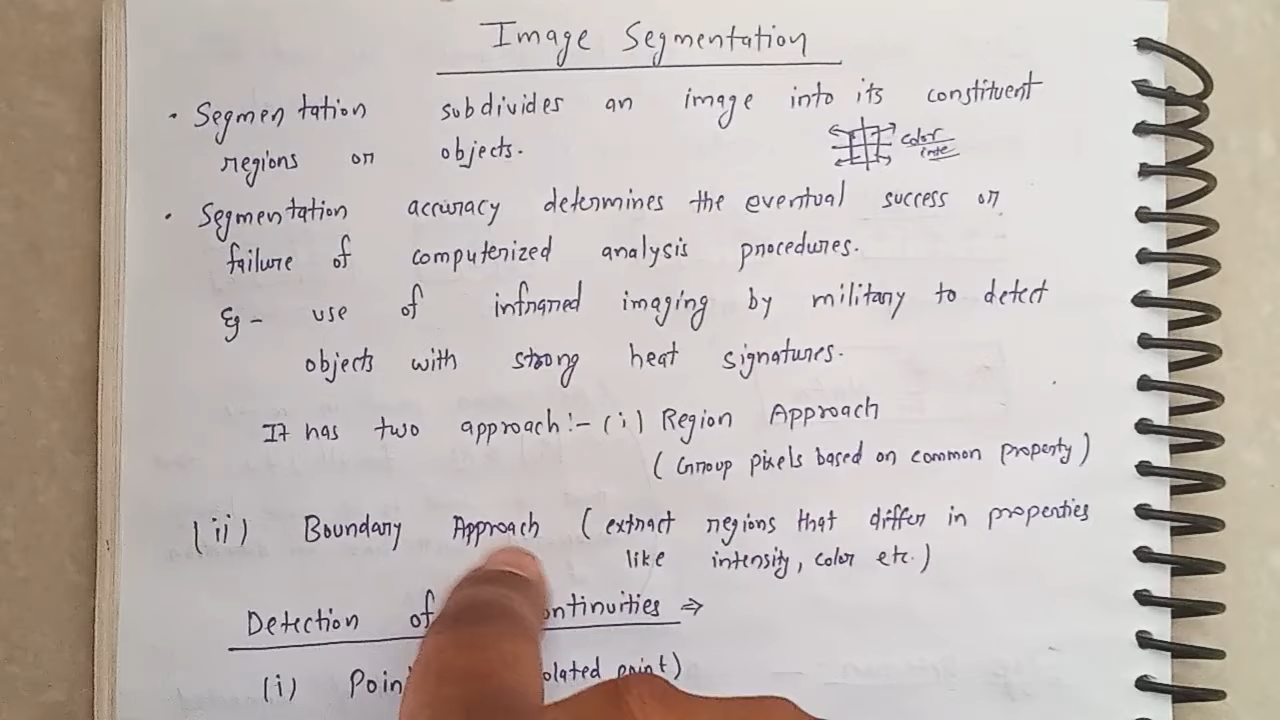 Image Segmentation
• Segmentation subdivides an image into its constituent
regions or objects.
color
inte
• Segmentation accuracy determines the eventual success or
failure of computerized analysis procedures.
Eg - use of infrared imaging by military to detect
objects with strong heat signatures.
It has two approach:- (i) Region Approach
(Group pixels based on common property)
(ii) Boundary Approach (extract regions that differ in properties
like intensity, color etc.)
Detection of ontinuities ⇒
(i) Poin olated point)